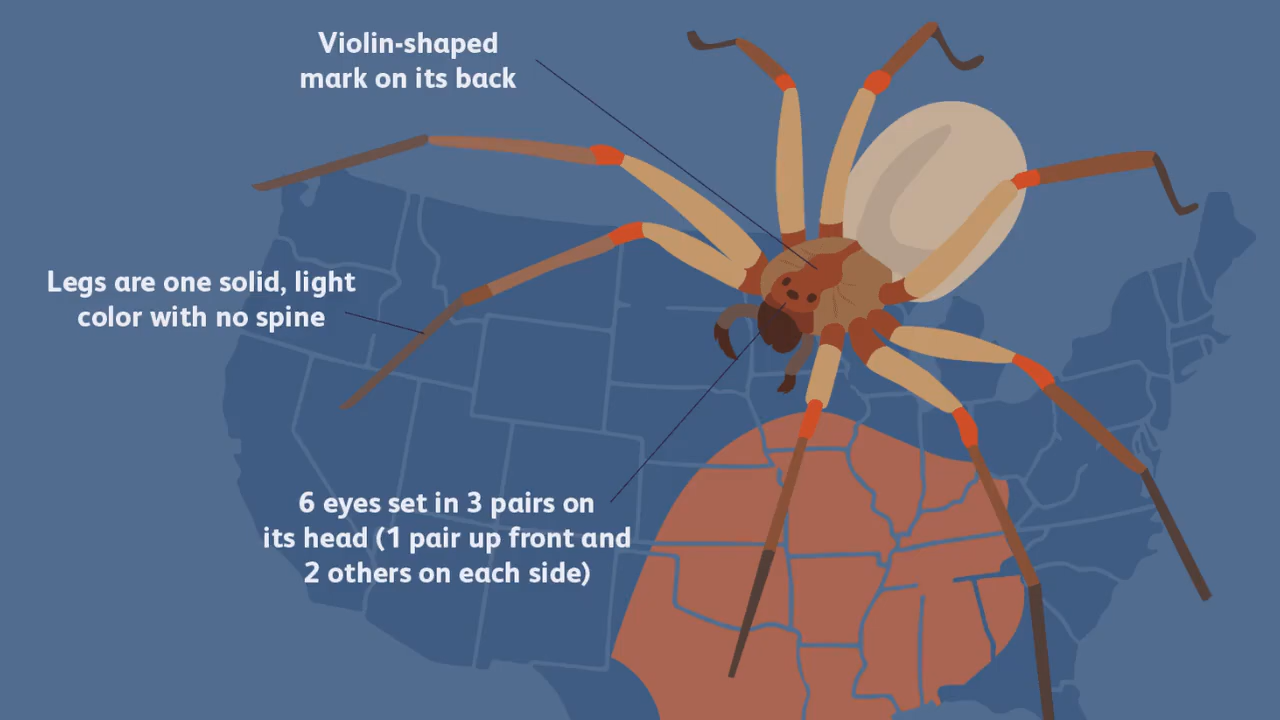 Violin-shaped
mark on its back
Legs are one solid, light
color with no spine
6 eyes set in 3 pairs on
its head (1 pair up front and
2 others on each side)